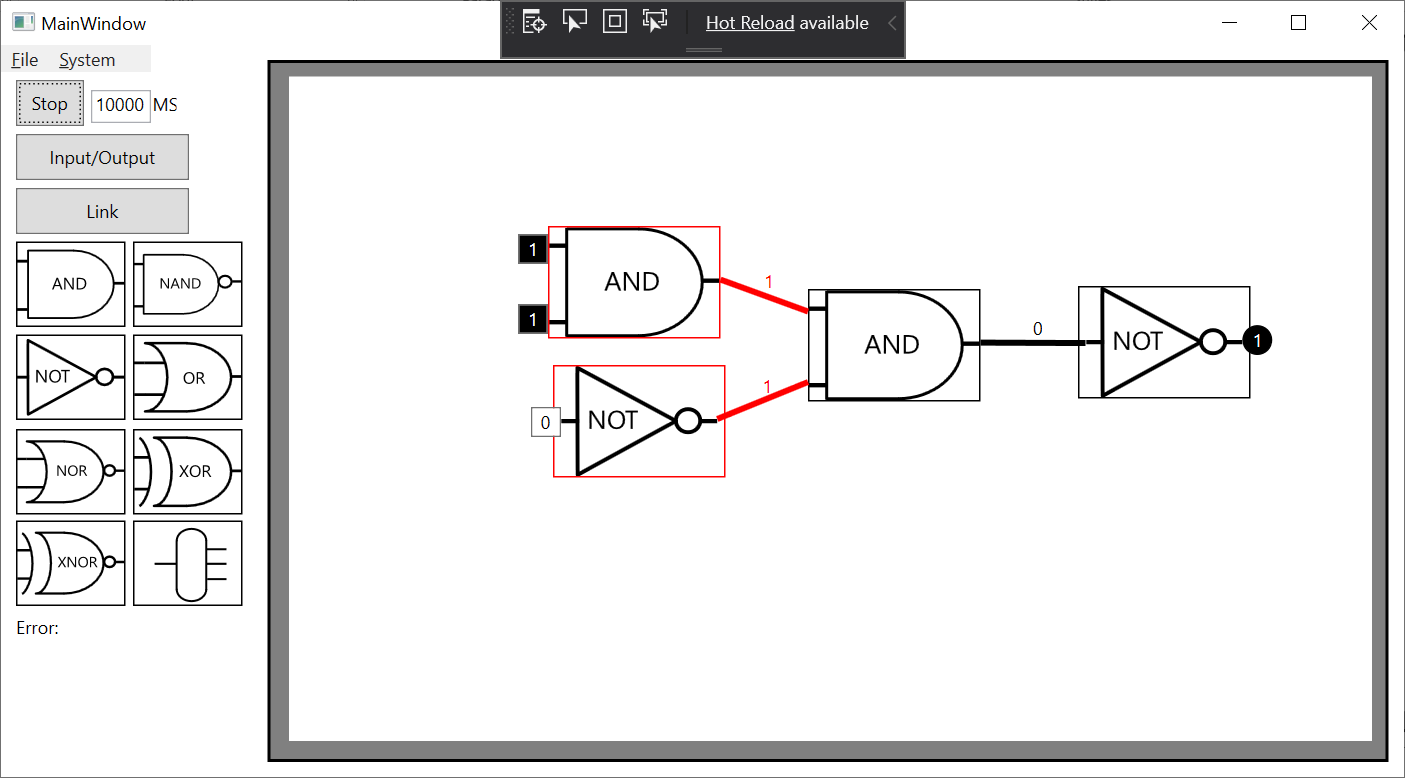 MainWindow
Hot Reload available
File System
Stop 10000 MS
Input/Output
Link
AND NAND
NOT OR
NOR XOR
XNOR
Error:
1
AND
1
1
1
0
NOT
AND
0
NOT
1